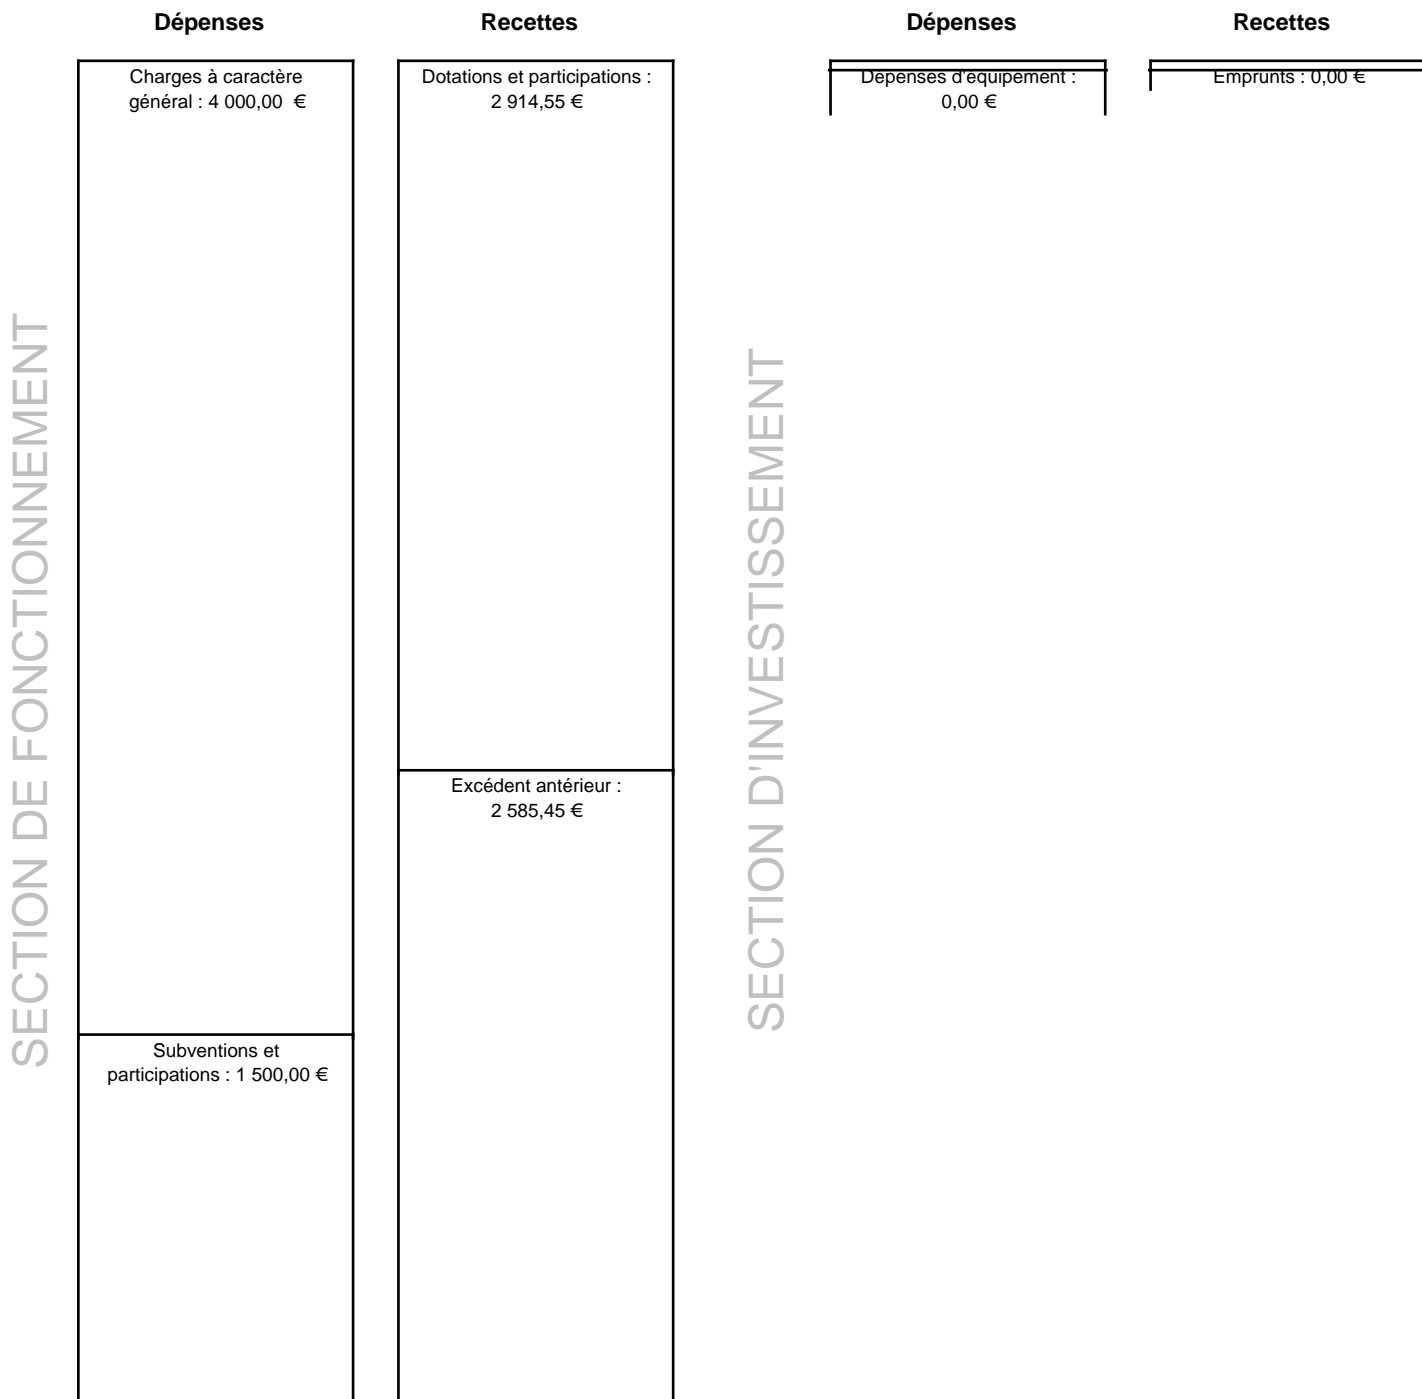 Dépenses
Recettes
SECTION DE FONCTIONNEMENT
Charges à caractère
général : 4 000,00 €
Subventions et
participations : 1 500,00 €
Dotations et participations :
2 914,55 €
Excédent antérieur :
2 585,45 €
Dépenses
Recettes
SECTION D'INVESTISSEMENT
Dépenses d'équipement :
0,00 €
Emprunts : 0,00 €